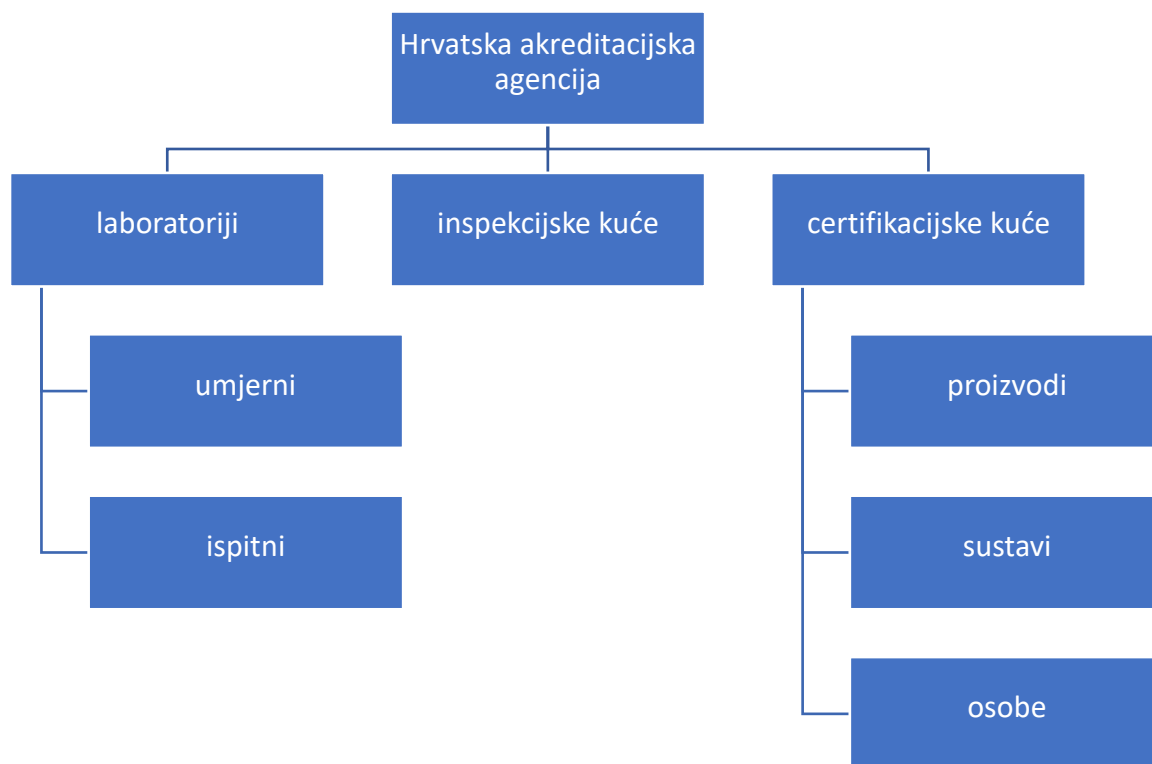 Hrvatska akreditacijska
agencija
laboratoriji
inspekcijske kuće
certifikacijske kuće
umjerni
proizvodi
ispitni
sustavi
osobe